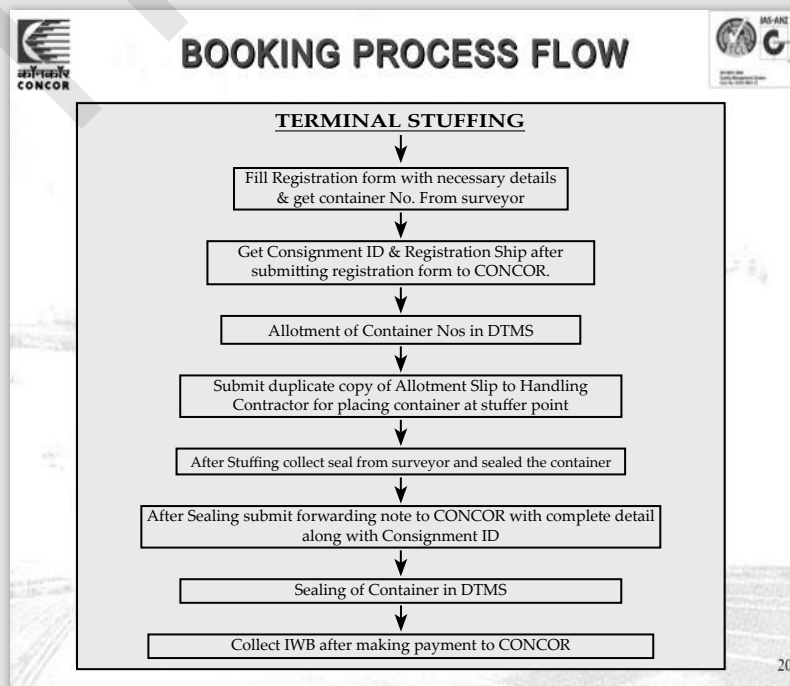 कॉनकॉर
CONCOR
BOOKING PROCESS FLOW
JAS-ANZ
TERMINAL STUFFING
Fill Registration form with necessary details
& get container No. From surveyor
Get Consignment ID & Registration Ship after
submitting registration form to CONCOR.
Allotment of Container Nos in DTMS
Submit duplicate copy of Allotment Slip to Handling
Contractor for placing container at stuffer point
After Stuffing collect seal from surveyor and sealed the container
After Sealing submit forwarding note to CONCOR with complete detail
along with Consignment ID
Sealing of Container in DTMS
Collect IWB after making payment to CONCOR
20